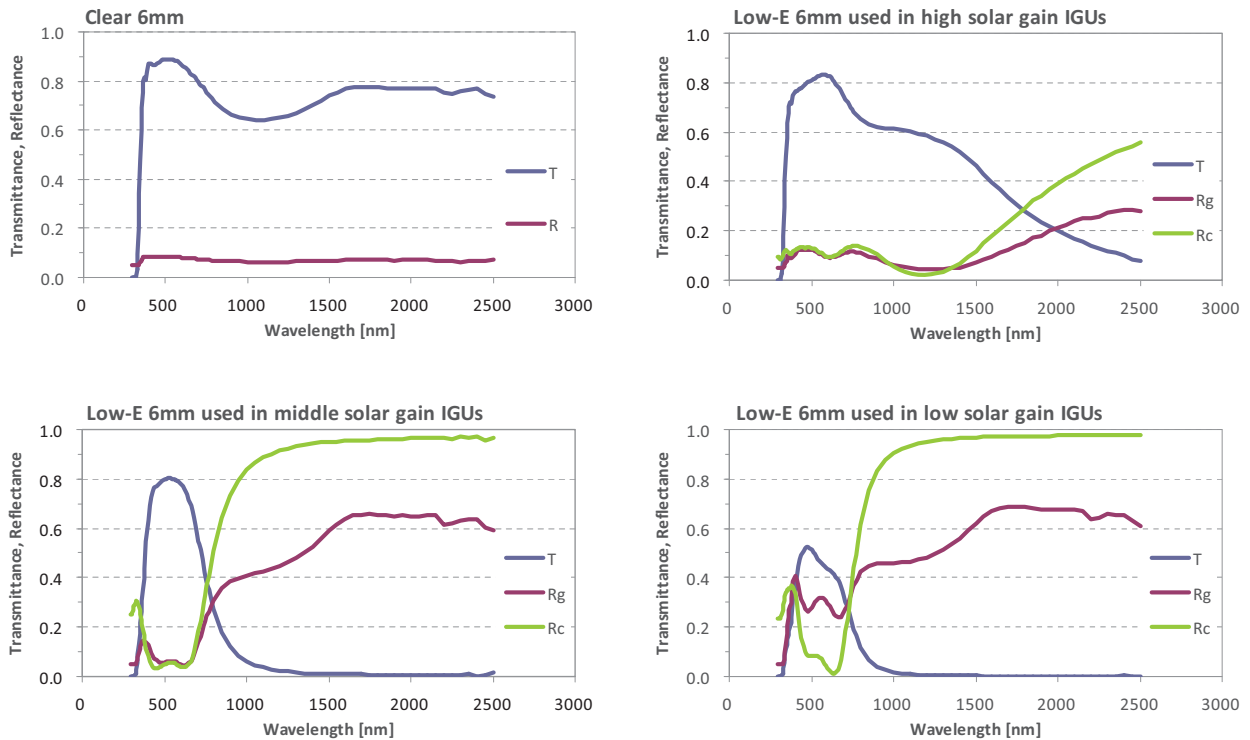 Clear 6mm
Transmittance, Reflectance
1.0
0.8
0.6
0.4
0.2
0.0
0 500 1000 1500 2000 2500 3000
Wavelength [nm]
T
R
Low-E 6mm used in high solar gain IGUs
Transmittance, Reflectance
1.0
0.8
0.6
0.4
0.2
0.0
0 500 1000 1500 2000 2500 3000
Wavelength [nm]
T
Rg
Rc
Low-E 6mm used in middle solar gain IGUs
Transmittance, Reflectance
1.0
0.8
0.6
0.4
0.2
0.0
0 500 1000 1500 2000 2500 3000
Wavelength [nm]
T
Rg
Rc
Low-E 6mm used in low solar gain IGUs
Transmittance, Reflectance
1.0
0.8
0.6
0.4
0.2
0.0
0 500 1000 1500 2000 2500 3000
Wavelength [nm]
T
Rg
Rc